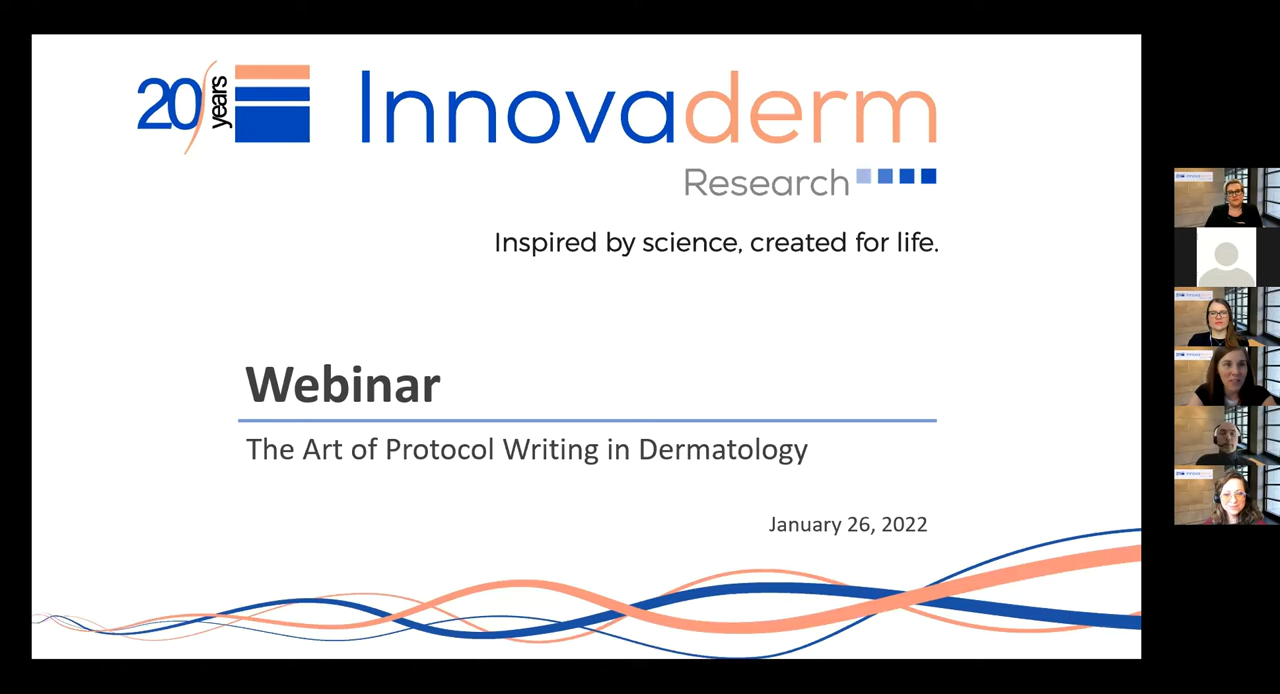 20 years
Innovaderm
Research
Inspired by science, created for life.
Webinar
The Art of Protocol Writing in Dermatology
January 26, 2022